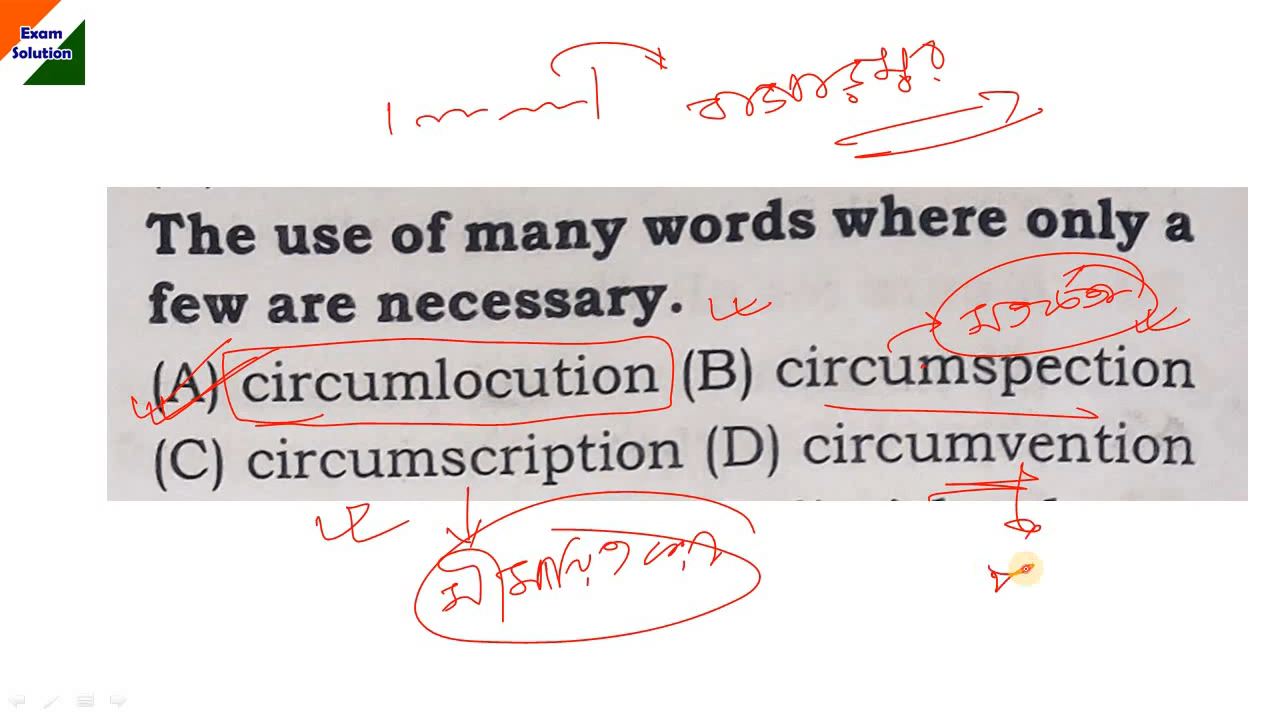 Exam
Solution
The use of many words where only a
few are necessary.
(A) circumlocution (B) circumspection
(C) circumscription (D) circumvention